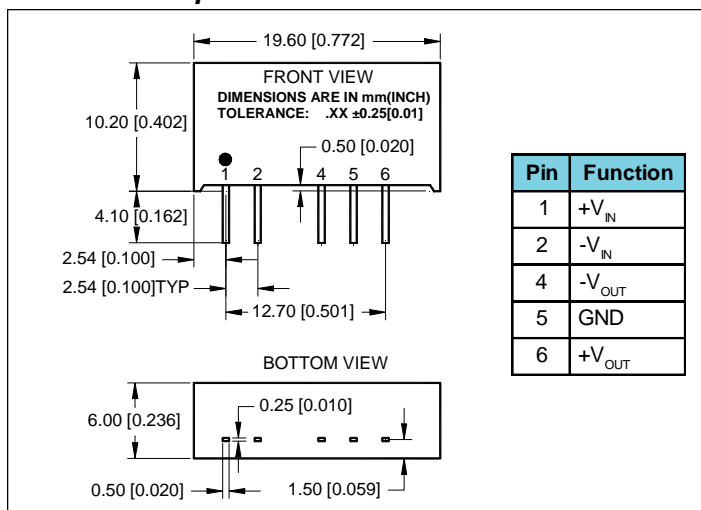 19.60 [0.772]
FRONT VIEW
DIMENSIONS ARE IN mm(INCH)
TOLERANCE: .XX ±0.25[0.01]
10.20 [0.402]
0.50 [0.020]
1 2 4 5 6
4.10 [0.162]
2.54 [0.100]
2.54 [0.100]TYP
12.70 [0.501]
BOTTOM VIEW
6.00 [0.236]
0.25 [0.010]
0.50 [0.020]
1.50 [0.059]
Pin Function
1 +VIN
2 -VIN
4 -VOUT
5 GND
6 +VOUT